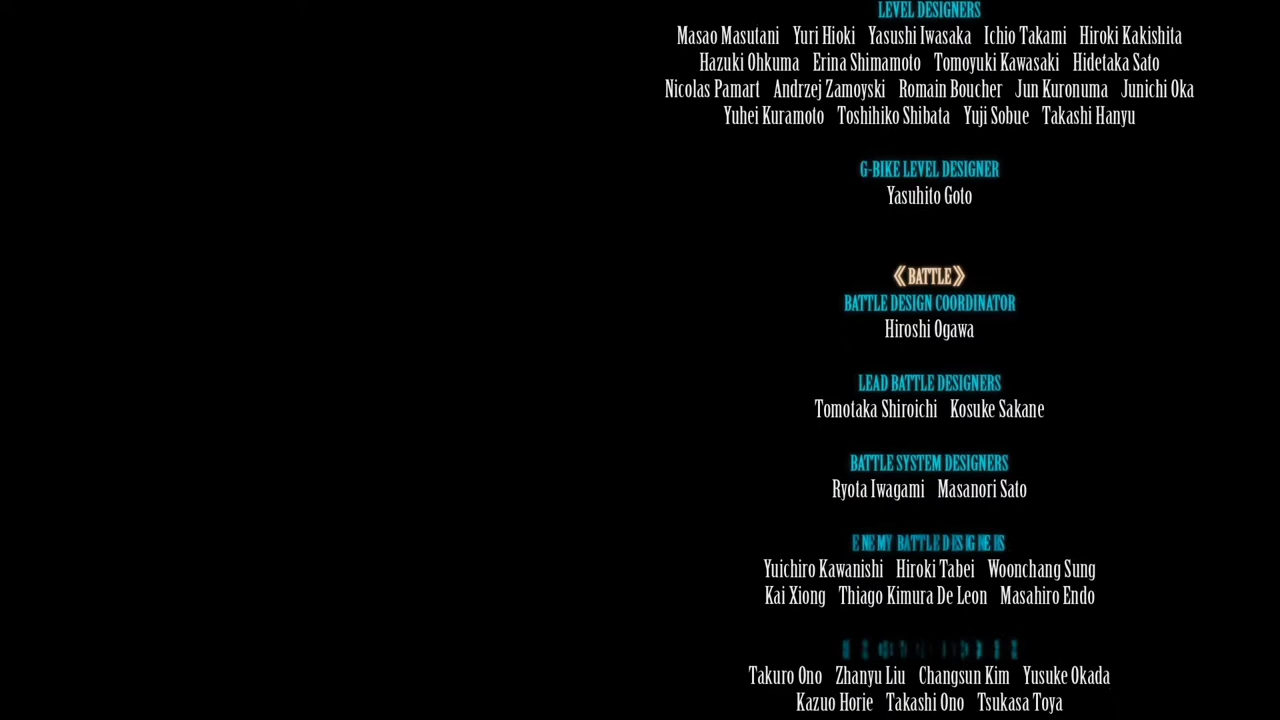 LEVEL DESIGNERS
Masao Masutani Yuri Hioki Yasushi Iwasaka Ichio Takami Hiroki Kakishita
Hazuki Ohkuma Erina Shimamoto Tomoyuki Kawasaki Hidetaka Sato
Nicolas Pamart Andrzej Zamoyski Romain Boucher Jun Kuronuma Junichi Oka
Yuhei Kuramoto Toshihiko Shibata Yuji Sobue Takashi Hanyu
G-BIKE LEVEL DESIGNER
Yasuhito Goto
《BATTLE》
BATTLE DESIGN COORDINATOR
Hiroshi Ogawa
LEAD BATTLE DESIGNERS
Tomotaka Shiroichi Kosuke Sakane
BATTLE SYSTEM DESIGNERS
Ryota Iwagami Masanori Sato
ENEMY BATTLE DESIGNERS
Yuichiro Kawanishi Hiroki Tabei Woonchang Sung
Kai Xiong Thiago Kimura De Leon Masahiro Endo
Takuro Ono Zhanyu Liu Changsun Kim Yusuke Okada
Kazuo Horie Takashi Ono Tsukasa Toya